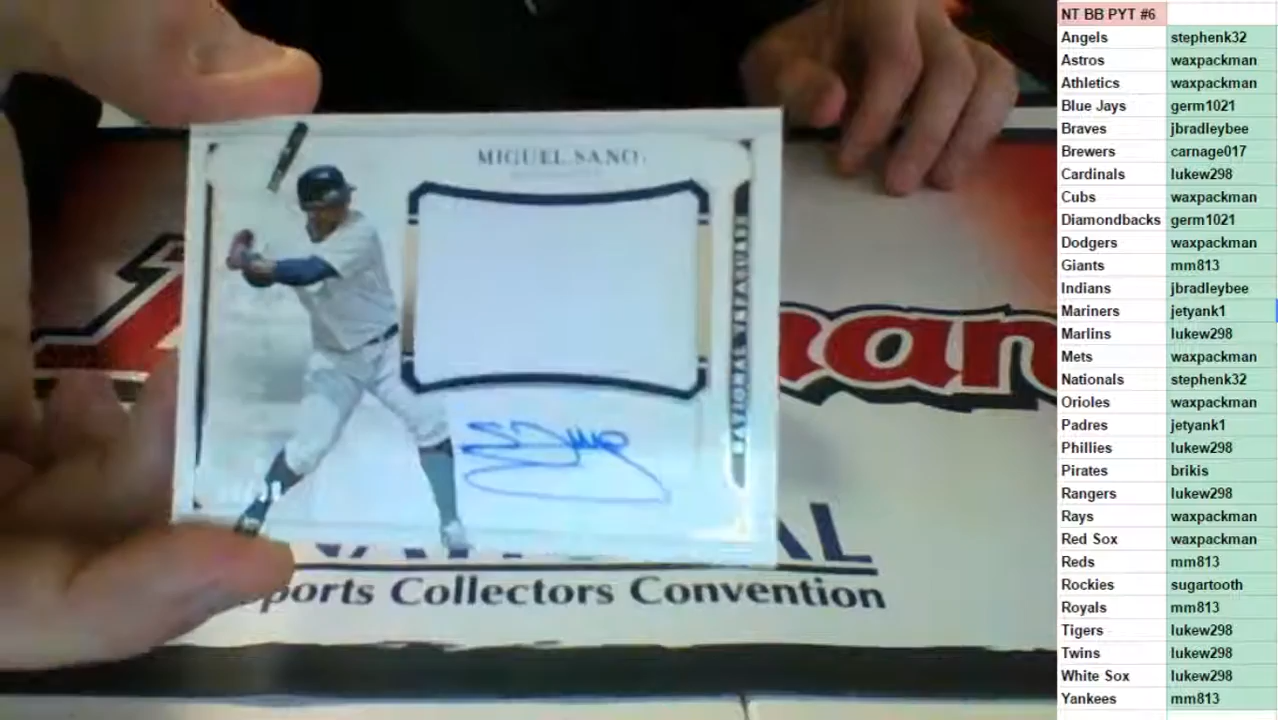 MIGUEL SANO
NATIONAL TREASURES
man
AL
Sports Collectors Convention
NT BB PYT #6
Angels stephenk32
Astros waxpackman
Athletics waxpackman
Blue Jays germ1021
Braves jbradleybee
Brewers carnage017
Cardinals lukew298
Cubs waxpackman
Diamondbacks germ1021
Dodgers waxpackman
Giants mm813
Indians jbradleybee
Mariners jetyank1
Marlins lukew298
Mets waxpackman
Nationals stephenk32
Orioles waxpackman
Padres jetyank1
Phillies lukew298
Pirates brikis
Rangers lukew298
Rays waxpackman
Red Sox waxpackman
Reds mm813
Rockies sugartooth
Royals mm813
Tigers lukew298
Twins lukew298
White Sox lukew298
Yankees mm813